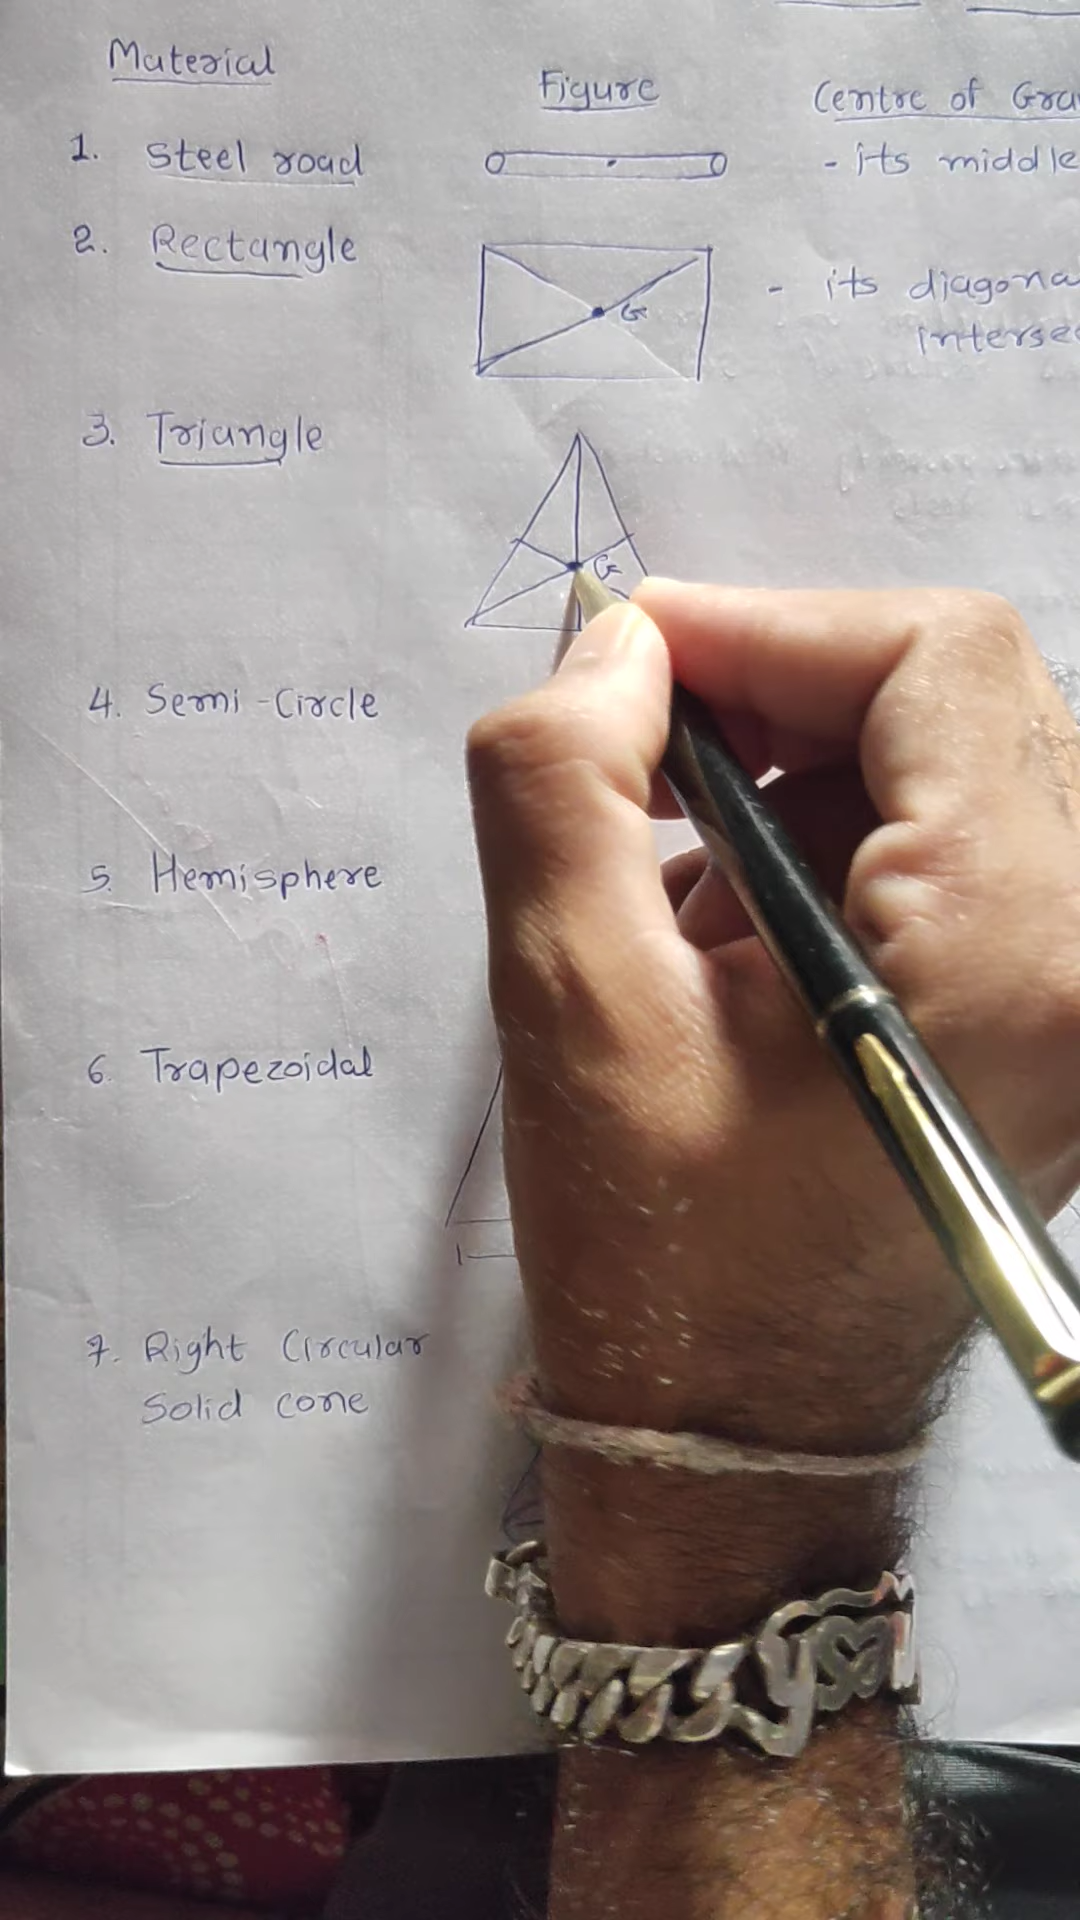 Material
Figure
Centre of
1. Steel road
- its middle
2. Rectangle
G
- its
3. Triangle
G
4. Semi-Circle
5. Hemisphere
6. Trapezoidal
7. Right Circular
Solid cone